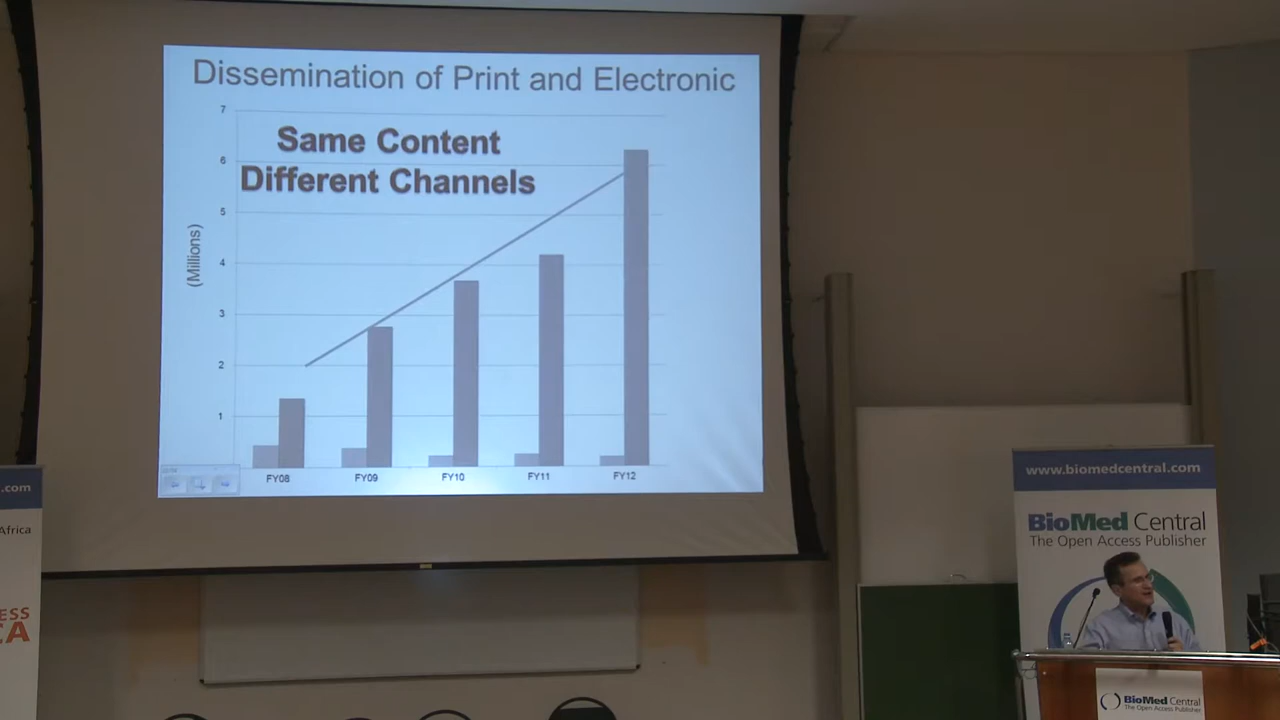 Dissemination of Print and Electronic
Same Content
Different Channels
(Millions)
7
6
5
4
3
2
1
FY08
FY09
FY10
FY11
FY12
.com
Africa
ESS
CA
www.biomedcentral.com
BioMed Central
The Open Access Publisher
BioMed Central
The Open Access Publisher